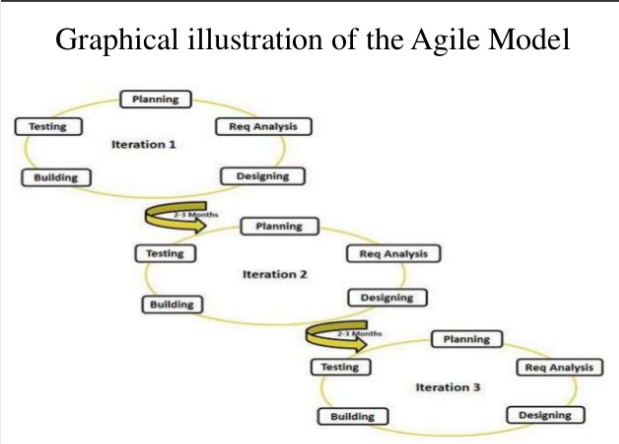 Graphical illustration of the Agile Model
Planning
Testing
Req Analysis
Iteration 1
Building
Designing
2-3 Months
Planning
Testing
Req Analysis
Iteration 2
Building
Designing
2-3 Months
Planning
Testing
Req Analysis
Iteration 3
Building
Designing